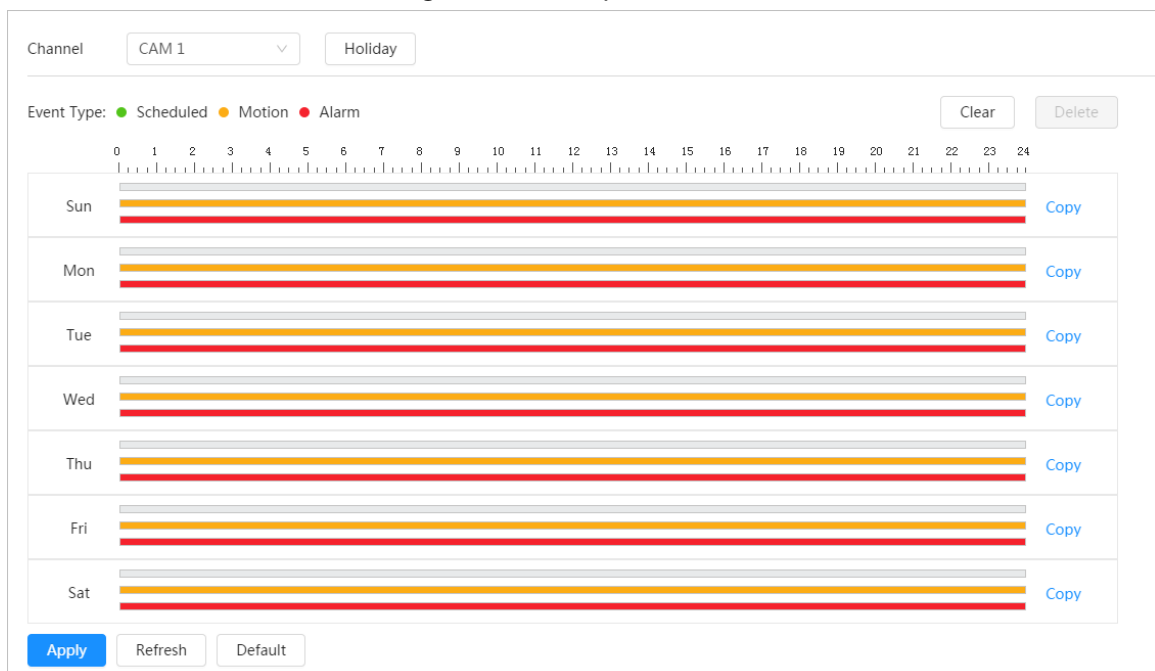 Channel CAM 1 Holiday
Event Type: Scheduled Motion Alarm Clear Delete
0 1 2 3 4 5 6 7 8 9 10 11 12 13 14 15 16 17 18 19 20 21 22 23 24
Sun Copy
Mon Copy
Tue Copy
Wed Copy
Thu Copy
Fri Copy
Sat Copy
Apply Refresh Default